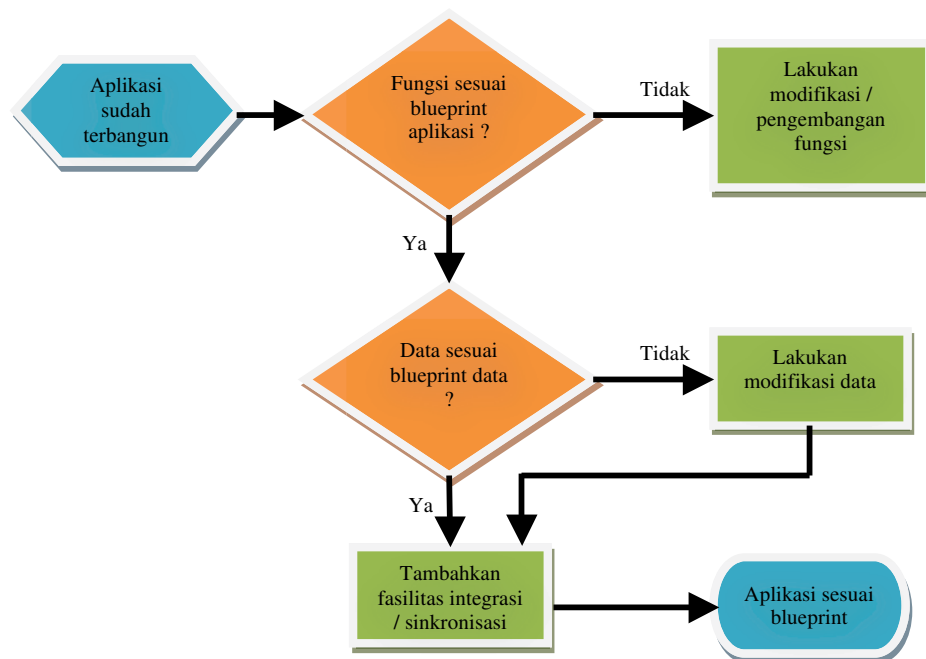 Aplikasi
sudah
terbangun
Fungsi sesuai
blueprint
aplikasi ?
Tidak
Lakukan
modifikasi /
pengembangan
fungsi
Ya
Data sesuai
blueprint data
?
Tidak
Lakukan
modifikasi data
Ya
Tambahkan
fasilitas integrasi
/ sinkronisasi
Aplikasi sesuai
blueprint